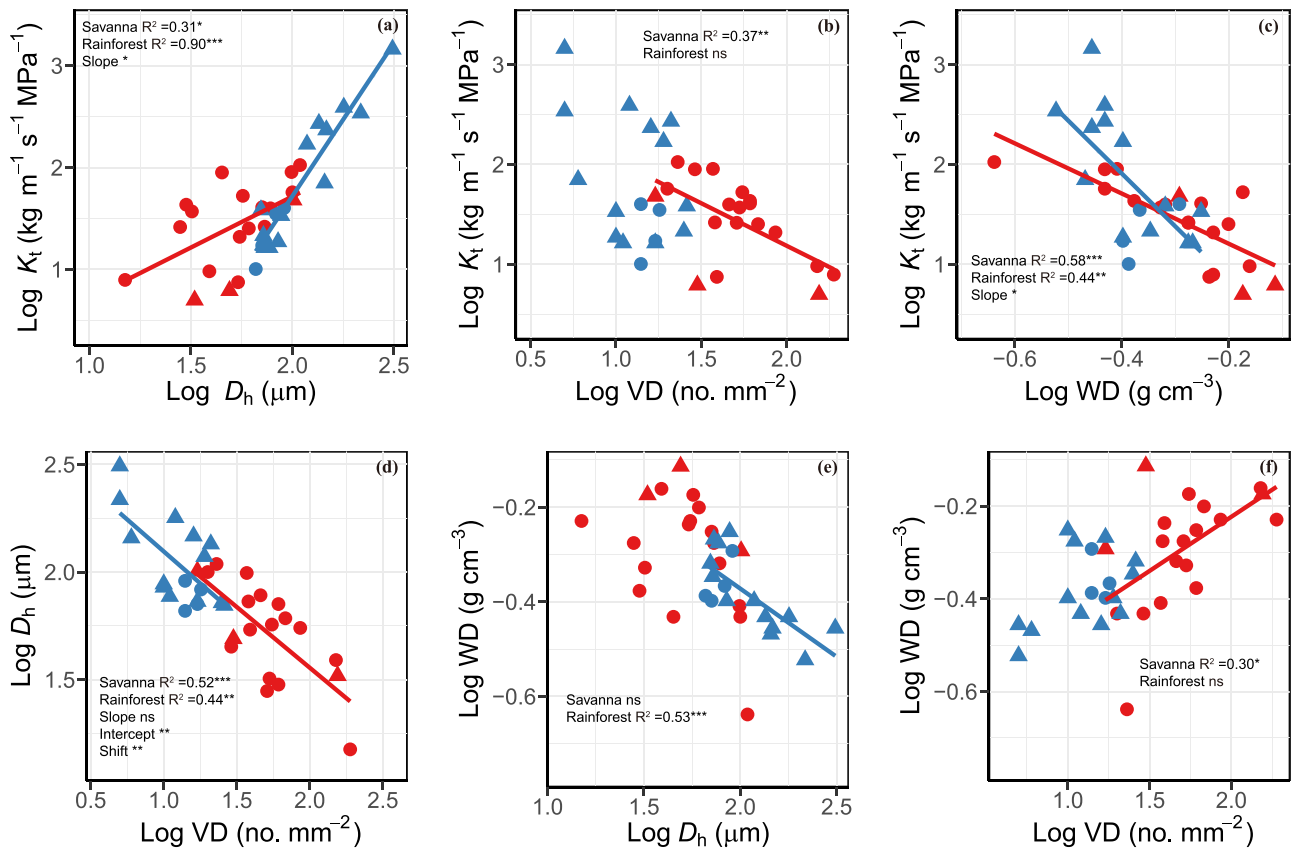 (a)
Savanna R² =0.31*
Rainforest R² =0.90***
Slope *
Log Kt (kg m−1 s−1 MPa−1)
3
2
1
1.0 1.5 2.0 2.5
Log Dh (μm)
(b)
Savanna R² =0.37**
Rainforest ns
Log Kt (kg m−1 s−1 MPa−1)
3
2
1
0.5 1.0 1.5 2.0
Log VD (no. mm−2)
(c)
Log Kt (kg m−1 s−1 MPa−1)
3
2
1
Savanna R² =0.58***
Rainforest R² =0.44**
Slope *
−0.6 −0.4 −0.2
Log WD (g cm−3)
(d)
Log Dh (μm)
2.5
2.0
1.5
Savanna R² =0.52***
Rainforest R² =0.44**
Slope ns
Intercept **
Shift **
0.5 1.0 1.5 2.0 2.5
Log VD (no. mm−2)
(e)
Log WD (g cm−3)
−0.2
−0.4
−0.6
Savanna ns
Rainforest R² =0.53***
1.0 1.5 2.0 2.5
Log Dh (μm)
(f)
Log WD (g cm−3)
−0.2
−0.4
−0.6
Savanna R² =0.30*
Rainforest ns
1.0 1.5 2.0
Log VD (no. mm−2)